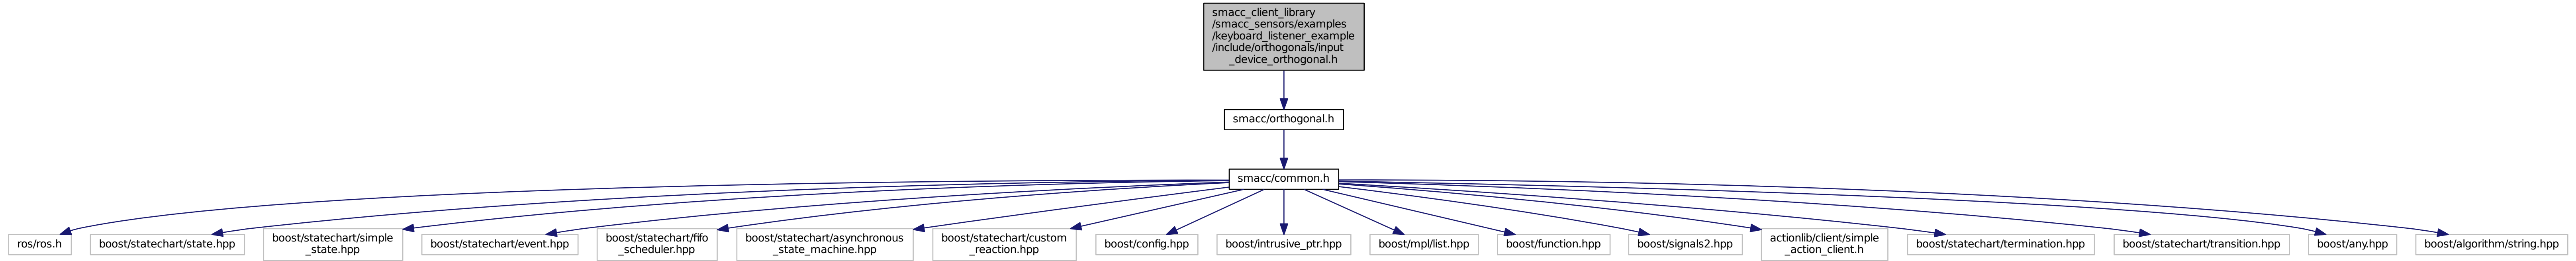 smacc_client_library
/smacc_sensors/examples
/keyboard_listener_example
/include/orthogonals/input
_device_orthogonal.h
smacc/orthogonal.h
smacc/common.h
ros/ros.h
boost/statechart/state.hpp
boost/statechart/simple
_state.hpp
boost/statechart/event.hpp
boost/statechart/fifo
_scheduler.hpp
boost/statechart/asynchronous
_state_machine.hpp
boost/statechart/custom
_reaction.hpp
boost/config.hpp
boost/intrusive_ptr.hpp
boost/mpl/list.hpp
boost/function.hpp
boost/signals2.hpp
actionlib/client/simple
_action_client.h
boost/statechart/termination.hpp
boost/statechart/transition.hpp
boost/any.hpp
boost/algorithm/string.hpp